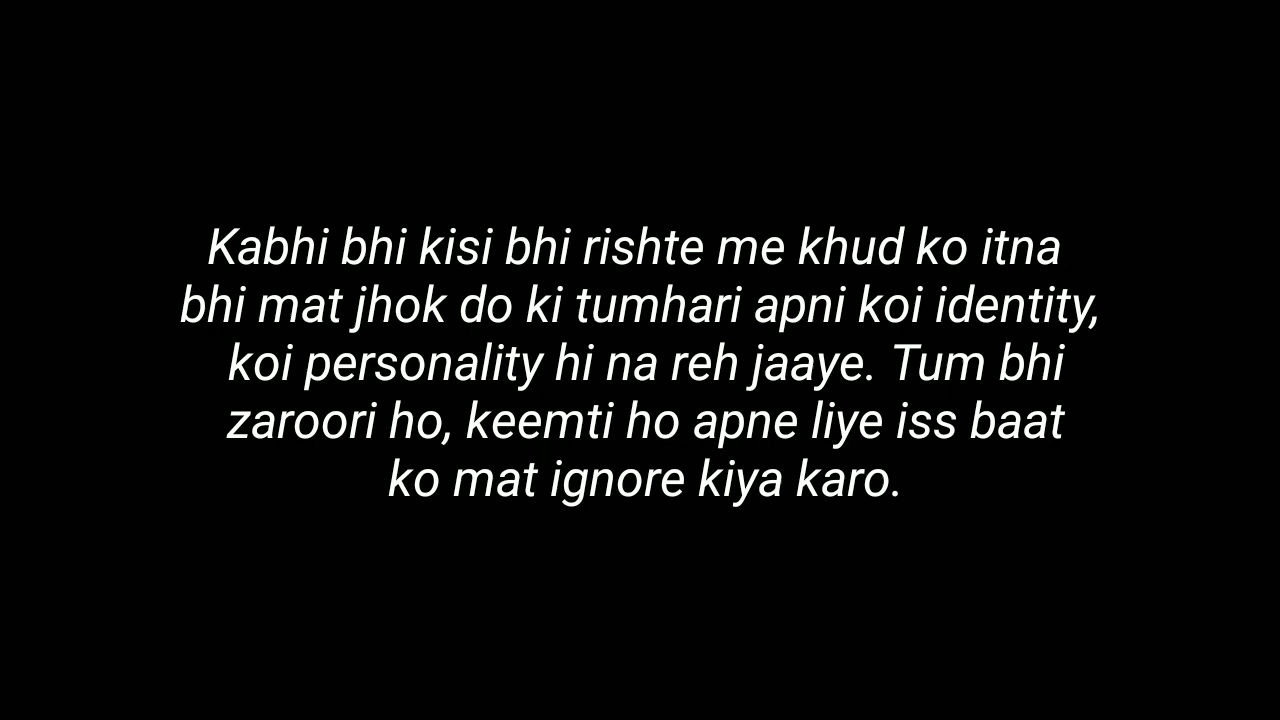 Kabhi bhi kisi bhi rishte me khud ko itna
bhi mat jhok do ki tumhari apni koi identity,
koi personality hi na reh jaaye. Tum bhi
zaroori ho, keemti ho apne liye iss baat
ko mat ignore kiya karo.